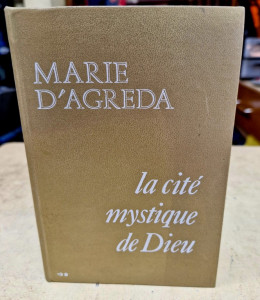 MARIE
D'AGREDA
la cité
mystique
de Dieu